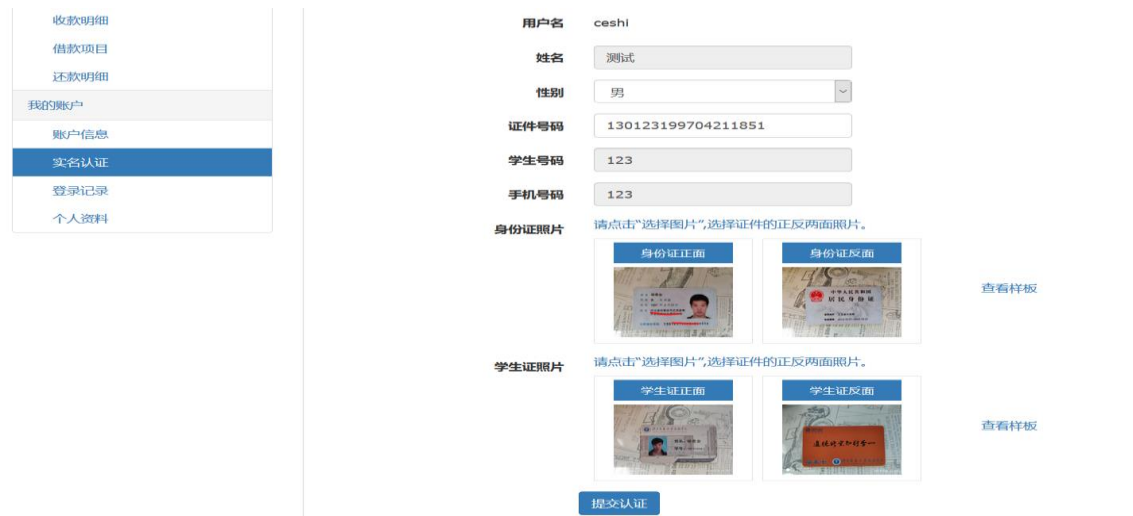 收款明细
借款项目
还款明细
我的账户
账户信息
实名认证
登录记录
个人资料
用户名 ceshi
姓名 测试
性别 男
证件号码 130123199704211851
学生号码 123
手机号码 123
身份证照片 请点击“选择图片”,选择证件的正反两面照片。
身份证正面 身份证反面
中华人民共和国
居民身份证
查看样板
学生证照片 请点击“选择图片”,选择证件的正反两面照片。
学生证正面 学生证反面
查看样板
提交认证